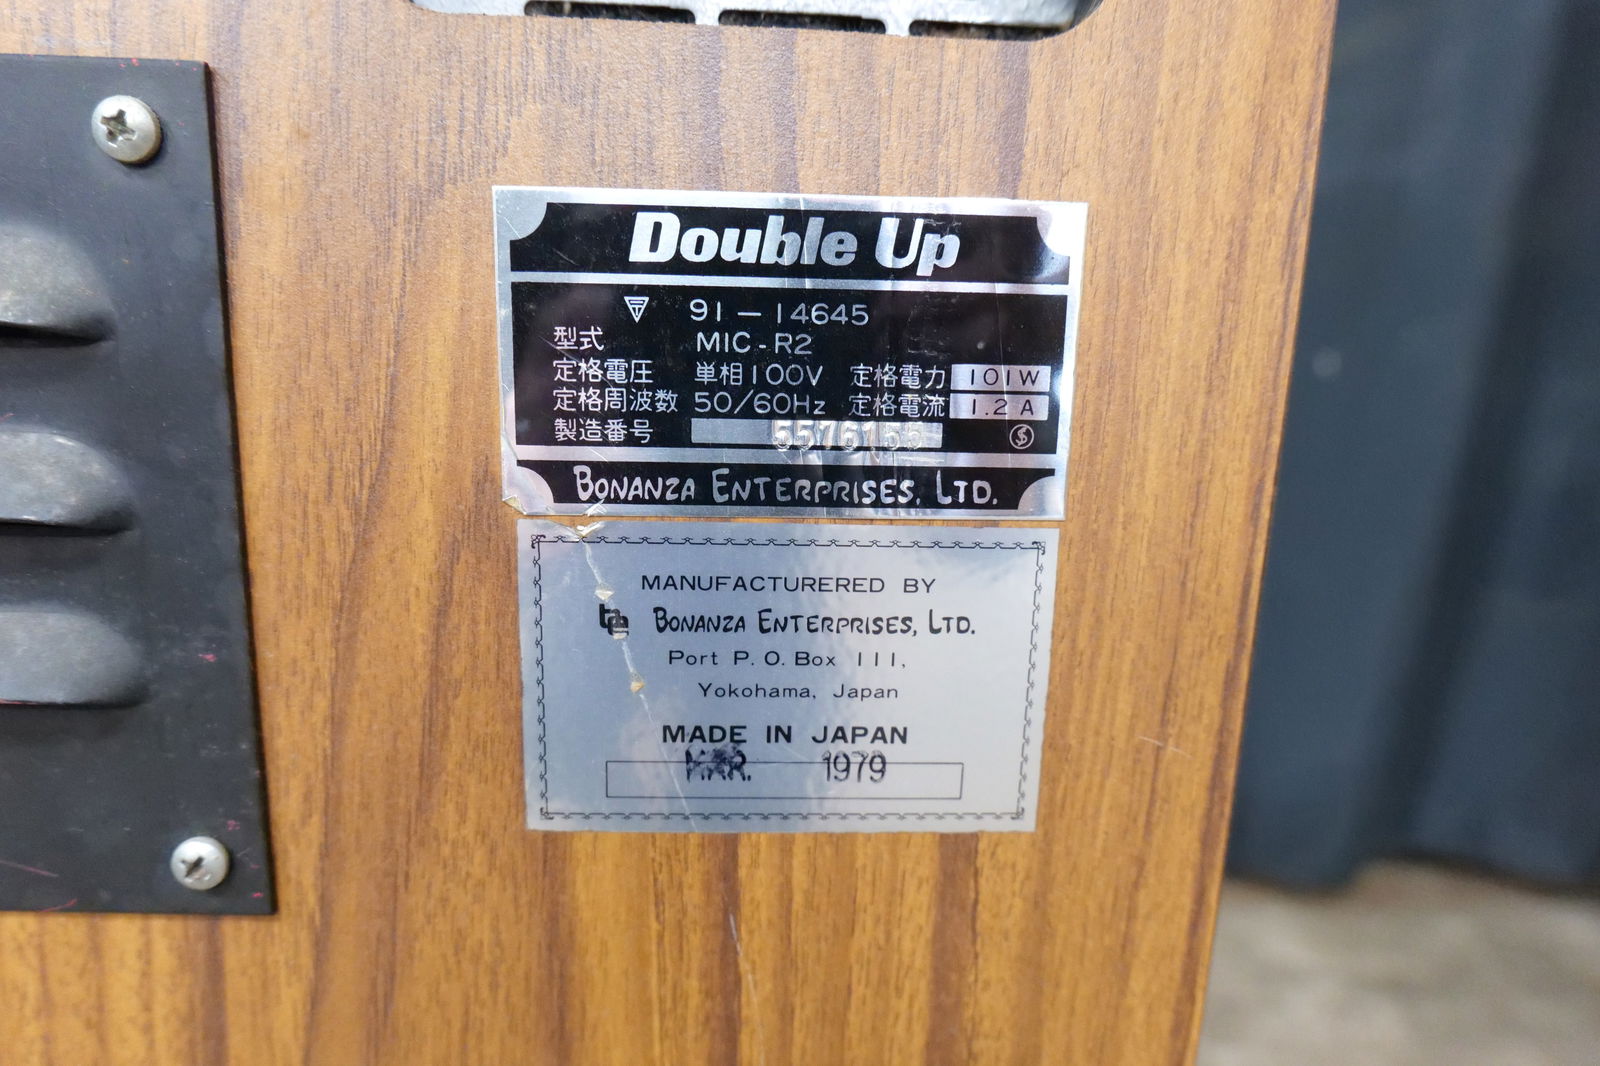 Double Up
〒 91-14645
型式 MIC-R2
定格電圧 単相100V 定格電力 101W
定格周波数 50/60Hz 定格電流 1.2A
製造番号 5576155
BONANZA ENTERPRISES, LTD.
MANUFACTURERED BY
BONANZA ENTERPRISES, LTD.
Port P.O. Box 111,
Yokohama, Japan
MADE IN JAPAN
MAR. 1979